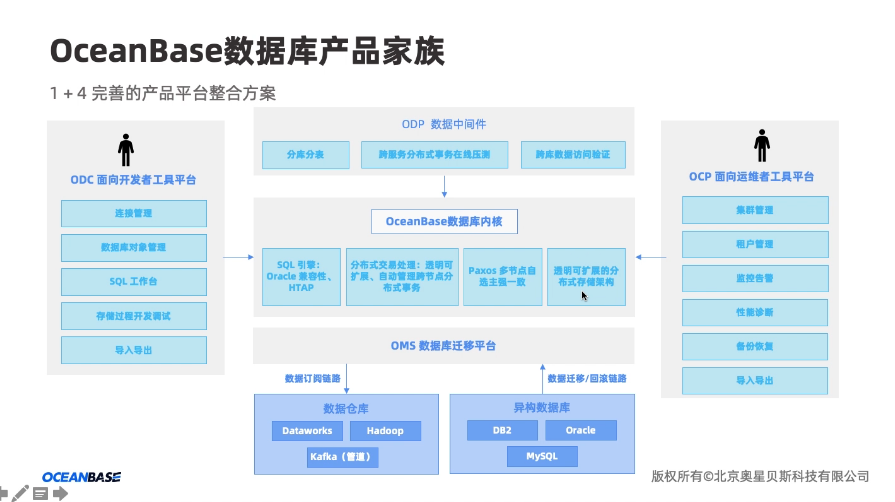 OceanBase数据库产品家族
1 + 4 完善的产品平台整合方案
ODC 面向开发者工具平台
连接管理
数据库对象管理
SQL 工作台
存储过程开发调试
导入导出
ODP 数据中间件
分库分表
跨服务分布式事务在线压测
跨库数据访问验证
OceanBase数据库内核
SQL 引擎：
Oracle 兼容性、
HTAP
分布式交易处理：透明可
扩展、自动管理跨节点分
布式事务
Paxos 多节点自
选主强一致
透明可扩展的分
布式存储架构
OMS 数据库迁移平台
数据订阅链路
数据迁移/回滚链路
数据仓库
Dataworks
Hadoop
Kafka（管道）
异构数据库
DB2
Oracle
MySQL
OCP 面向运维者工具平台
集群管理
租户管理
监控告警
性能诊断
备份恢复
导入导出
OCEANBASE
版权所有©北京奥星贝斯科技有限公司